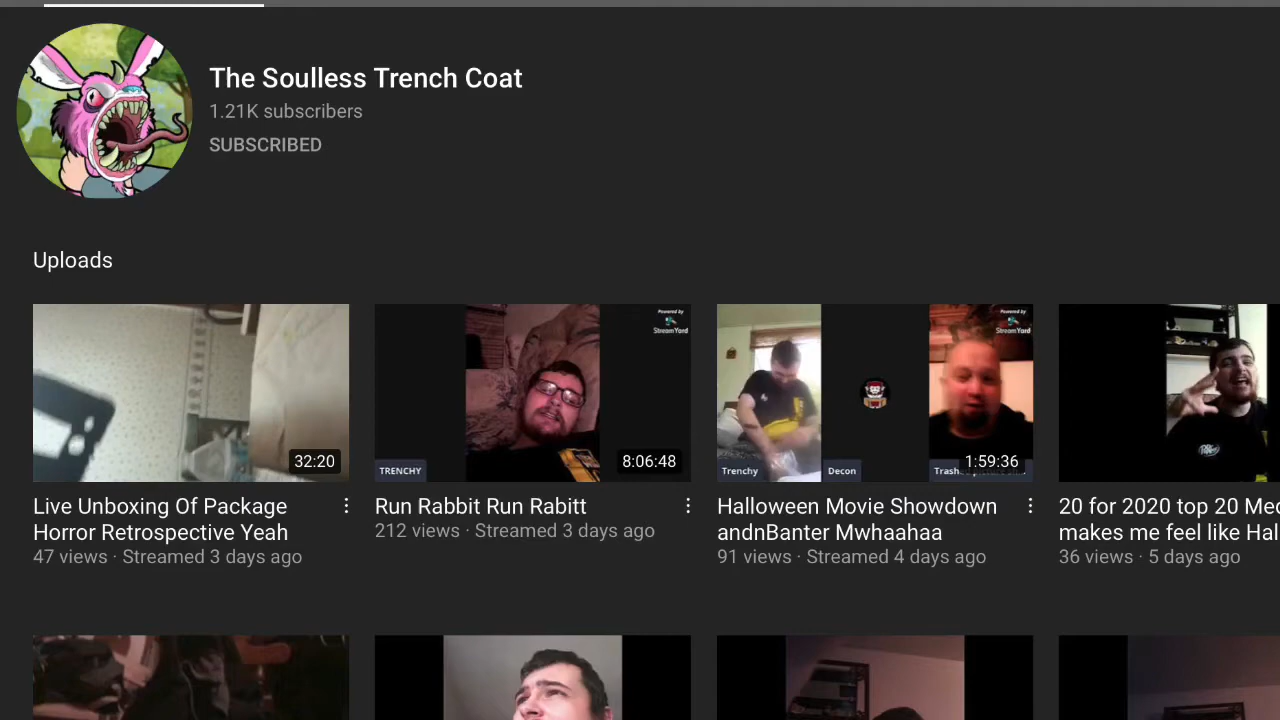 The Soulless Trench Coat
1.21K subscribers
SUBSCRIBED
Uploads
32:20
Live Unboxing Of Package
Horror Retrospective Yeah
47 views · Streamed 3 days ago
Powered by
StreamYard
TRENCHY
8:06:48
Run Rabbit Run Rabitt
212 views · Streamed 3 days ago
Powered by
StreamYard
Trenchy
Decon
Trash
1:59:36
Halloween Movie Showdown
andnBanter Mwhaahaa
91 views · Streamed 4 days ago
20 for 2020 top 20 Mec
makes me feel like Hal
36 views · 5 days ago